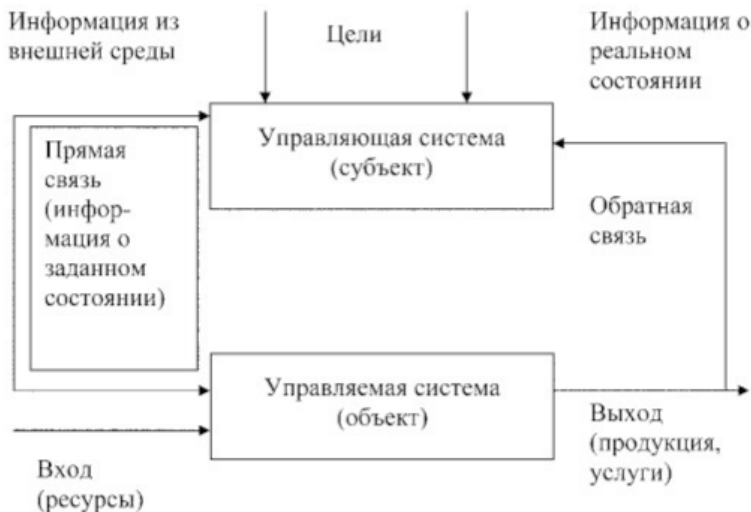 Информация из
внешней среды
Цели
Информация о
реальном
состоянии
Управляющая система
(субъект)
Прямая
связь
(инфор-
мация о
заданном
состоянии)
Обратная
связь
Управляемая система
(объект)
Вход
(ресурсы)
Выход
(продукция,
услуги)